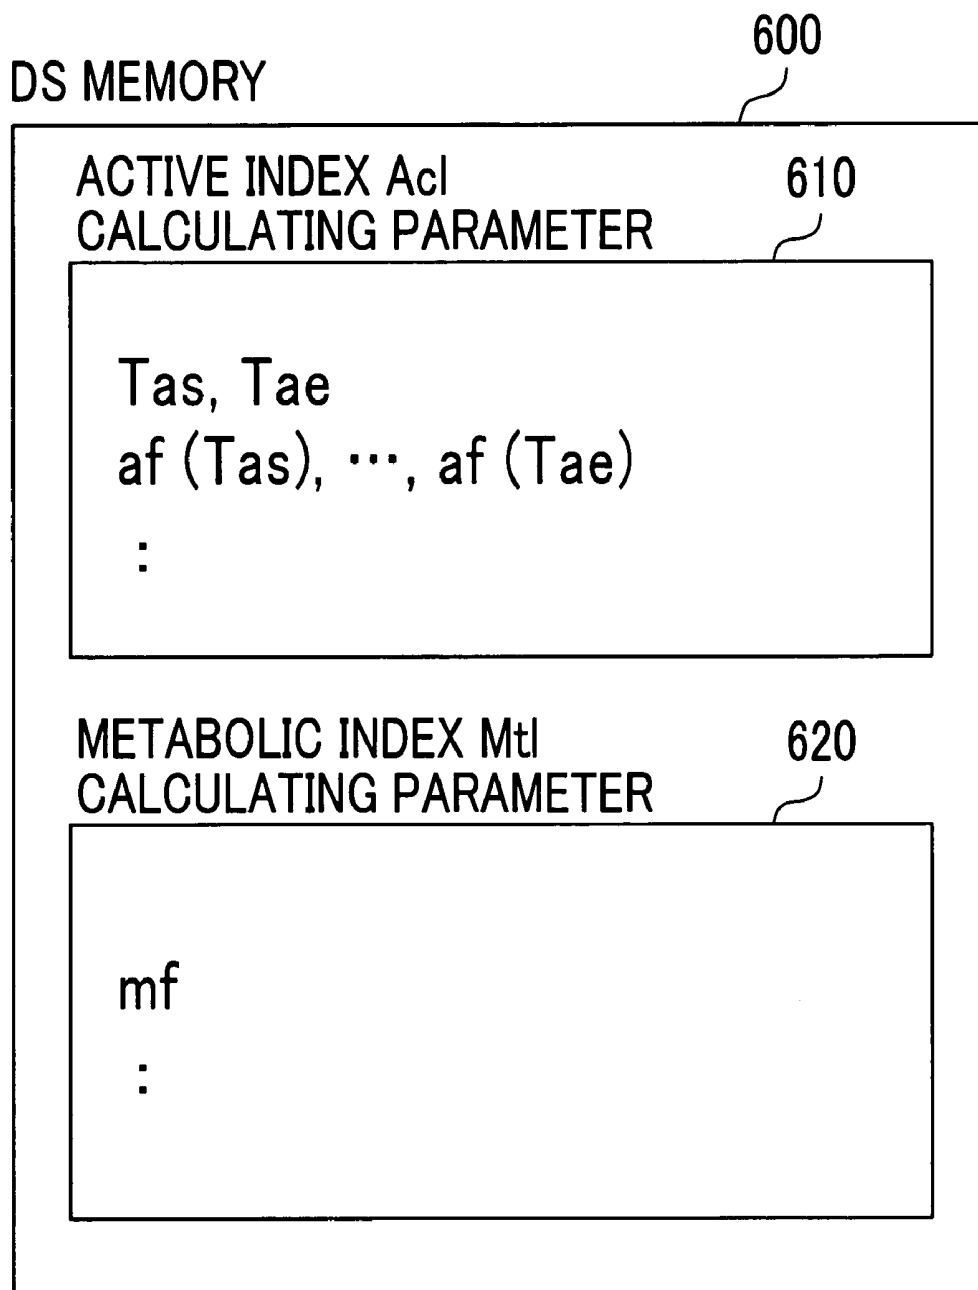 600
DS MEMORY
ACTIVE INDEX AcI
610
CALCULATING PARAMETER
Tas, Tae
af (Tas), ···, af (Tae)
:
METABOLIC INDEX MtI
620
CALCULATING PARAMETER
mf
: